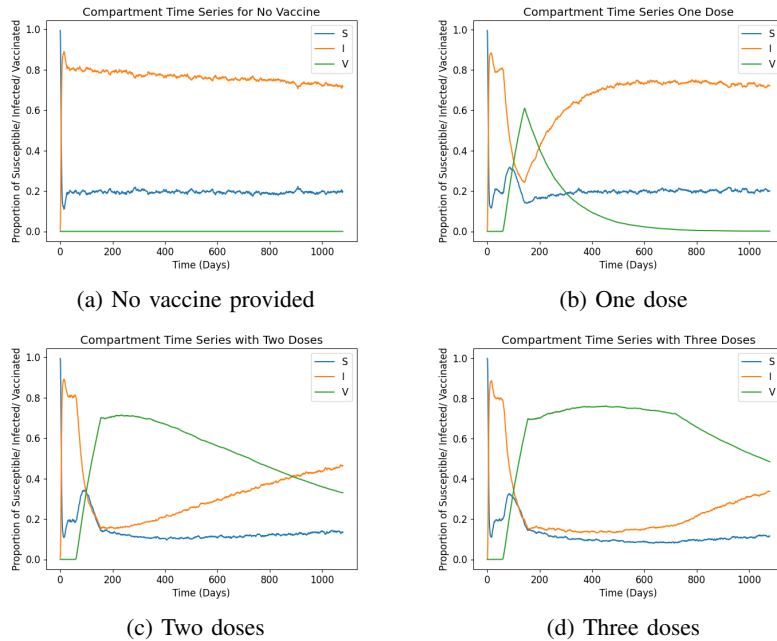 Compartment Time Series for No Vaccine
Proportion of Susceptible/ Infected/ Vaccinated
1.0
0.8
0.6
0.4
0.2
0.0
S
I
V
0 200 400 600 800 1000
Time (Days)
(a) No vaccine provided
Compartment Time Series One Dose
Proportion of Susceptible/ Infected/ Vaccinated
1.0
0.8
0.6
0.4
0.2
0.0
S
I
V
0 200 400 600 800 1000
Time (Days)
(b) One dose
Compartment Time Series with Two Doses
Proportion of Susceptible/ Infected/ Vaccinated
1.0
0.8
0.6
0.4
0.2
0.0
S
I
V
0 200 400 600 800 1000
Time (Days)
(c) Two doses
Compartment Time Series with Three Doses
Proportion of Susceptible/ Infected/ Vaccinated
1.0
0.8
0.6
0.4
0.2
0.0
S
I
V
0 200 400 600 800 1000
Time (Days)
(d) Three doses